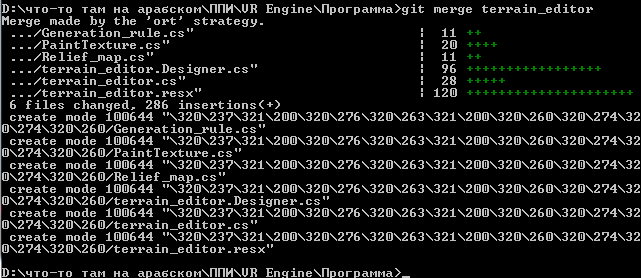 D:\что-то там на арабском\ППИ\VR Engine\Программа>git merge terrain_editor
Merge made by the 'ort' strategy.
 .../Generation_rule.cs"                            |  11 ++
 .../PaintTexture.cs"                               |  20 ++++
 .../Relief_map.cs"                                 |  11 ++
 .../terrain_editor.Designer.cs"                    |  96 ++++++++++++++++++
 .../terrain_editor.cs"                             |  28 +++++
 .../terrain_editor.resx"                           | 120 +++++++++++++++++++++++
 6 files changed, 286 insertions(+)
 create mode 100644 "\320\237\321\200\320\276\320\263\321\200\320\260\320\274\32
0\274\320\260/Generation_rule.cs"
 create mode 100644 "\320\237\321\200\320\276\320\263\321\200\320\260\320\274\32
0\274\320\260/PaintTexture.cs"
 create mode 100644 "\320\237\321\200\320\276\320\263\321\200\320\260\320\274\32
0\274\320\260/Relief_map.cs"
 create mode 100644 "\320\237\321\200\320\276\320\263\321\200\320\260\320\274\32
0\274\320\260/terrain_editor.Designer.cs"
 create mode 100644 "\320\237\321\200\320\276\320\263\321\200\320\260\320\274\32
0\274\320\260/terrain_editor.cs"
 create mode 100644 "\320\237\321\200\320\276\320\263\321\200\320\260\320\274\32
0\274\320\260/terrain_editor.resx"
D:\что-то там на арабском\ППИ\VR Engine\Программа>_